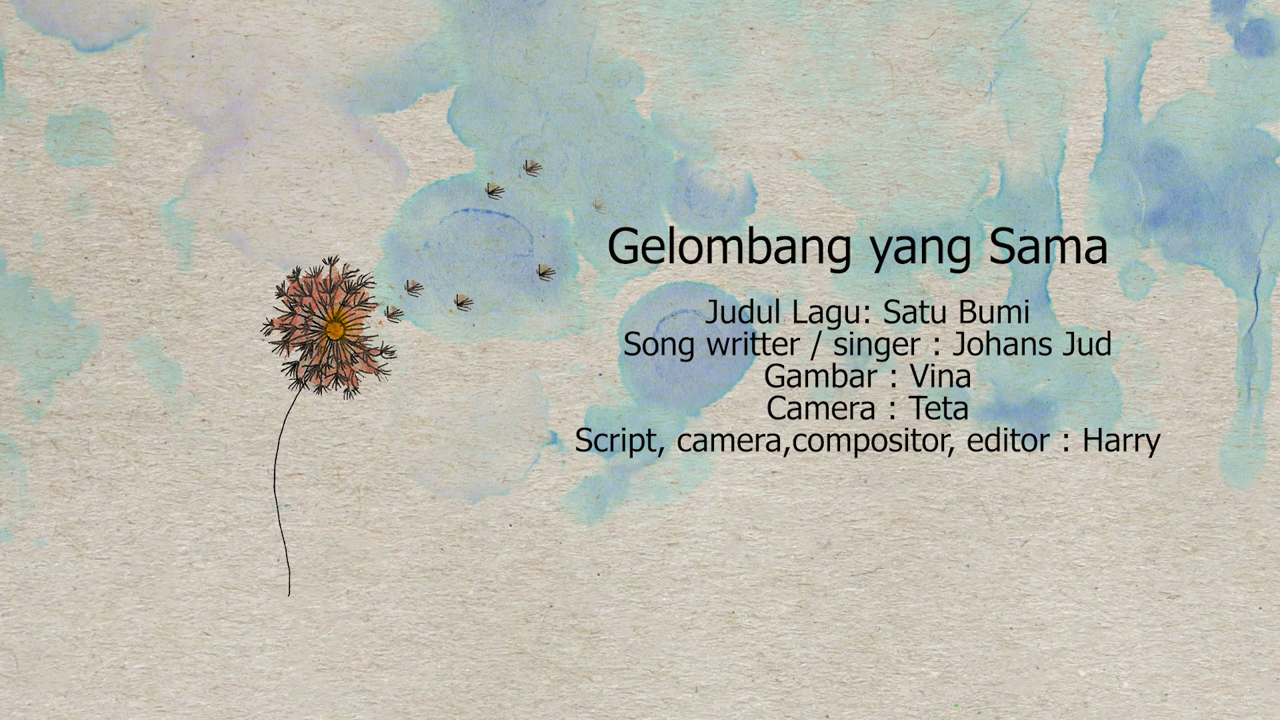 Gelombang yang Sama
Judul Lagu: Satu Bumi
Song writter / singer : Johans Jud
Gambar : Vina
Camera : Teta
Script, camera,compositor, editor : Harry